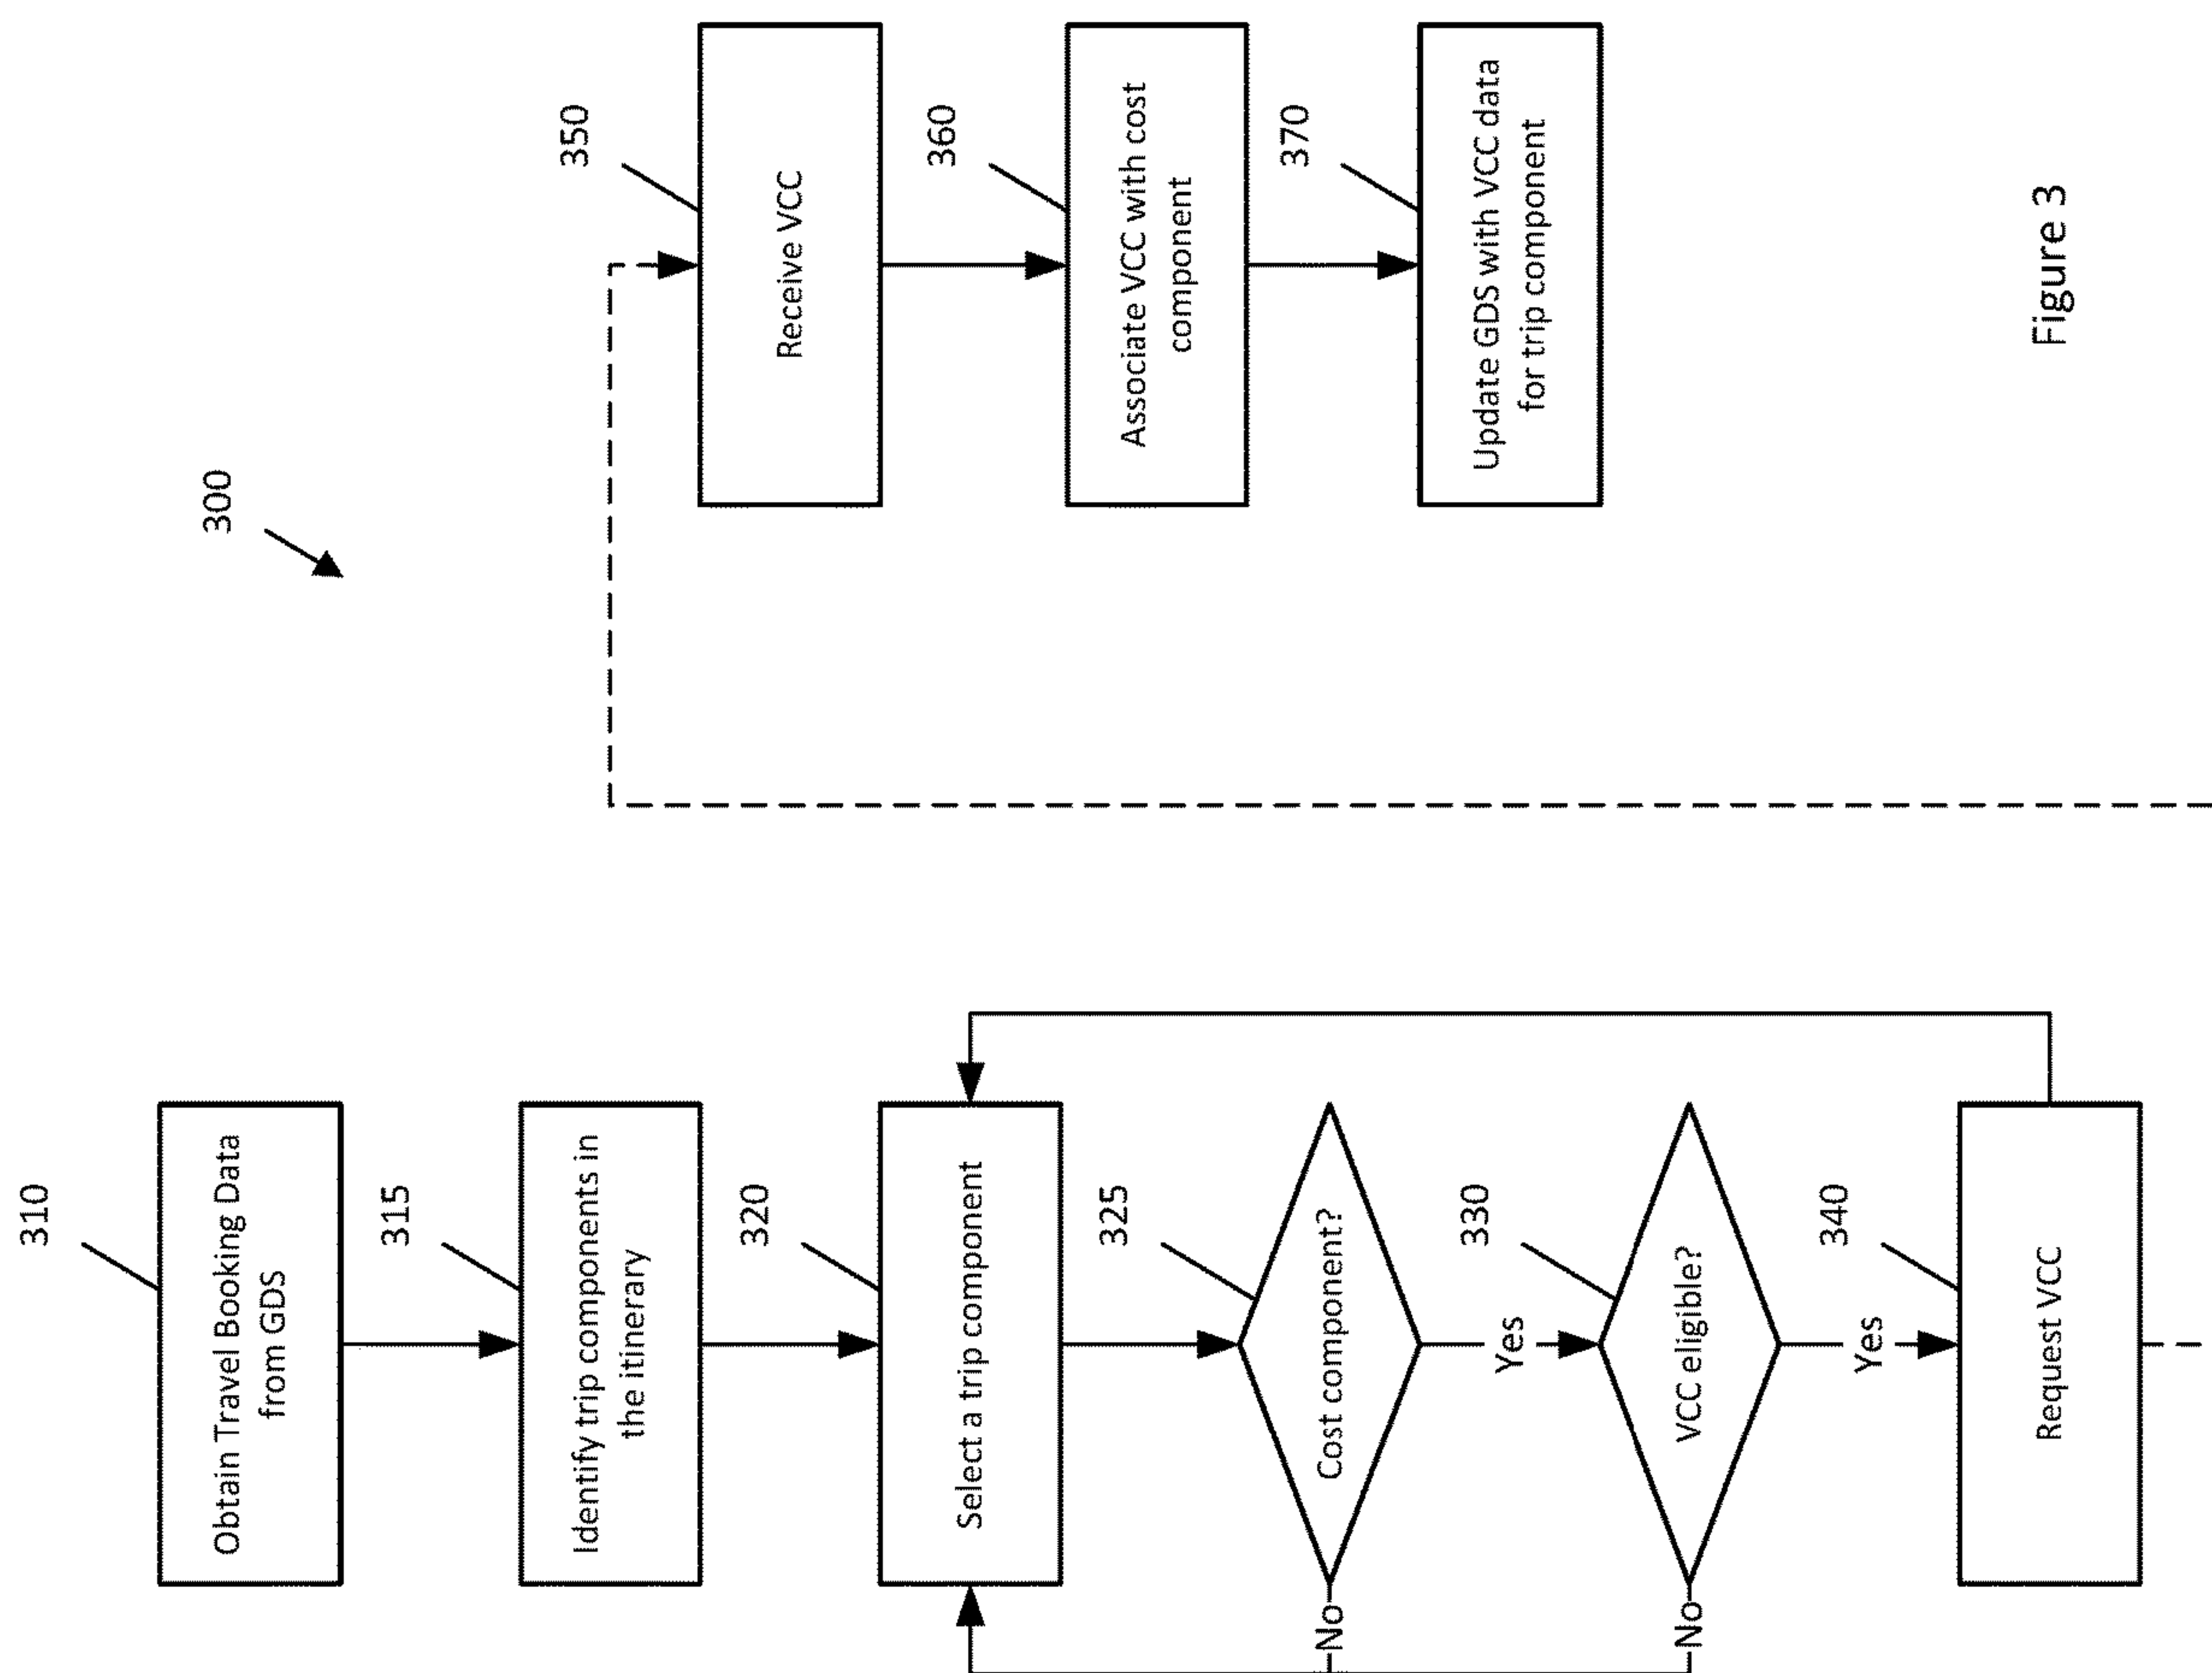 300
310
Obtain Travel Booking Data
from GDS
315
Identify trip components in
the itinerary
320
Select a trip component
325
Cost component?
No
Yes
330
VCC eligible?
No
Yes
340
Request VCC
350
Receive VCC
360
Associate VCC with cost
component
370
Update GDS with VCC data
for trip component
Figure 3